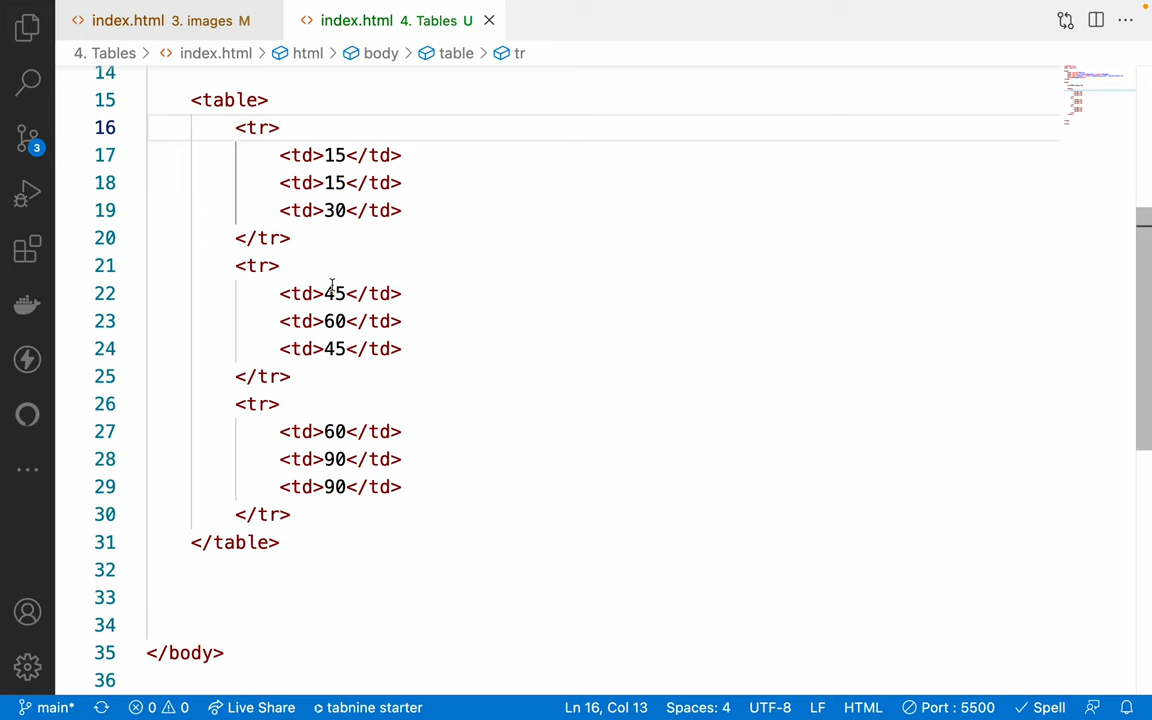 index.html 3. images M
index.html 4. Tables U
4. Tables > index.html > html > body > table > tr
14
15 <table>
16 <tr>
17 <td>15</td>
18 <td>15</td>
19 <td>30</td>
20 </tr>
21 <tr>
22 <td>45</td>
23 <td>60</td>
24 <td>45</td>
25 </tr>
26 <tr>
27 <td>60</td>
28 <td>90</td>
29 <td>90</td>
30 </tr>
31 </table>
32
33
34
35 </body>
36
3
main* 0 0 Live Share tabnine starter Ln 16, Col 13 Spaces: 4 UTF-8 LF HTML Port : 5500 Spell